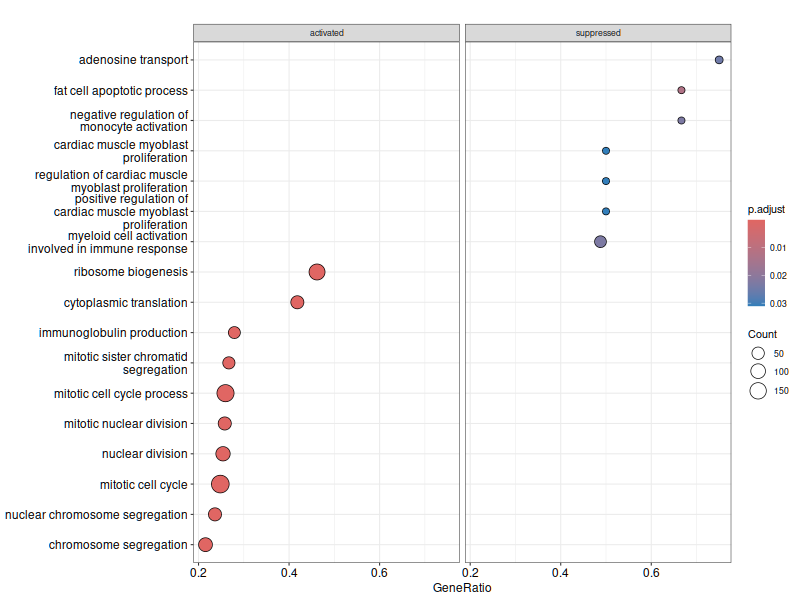 activated
suppressed
adenosine transport
fat cell apoptotic process
negative regulation of
monocyte activation
cardiac muscle myoblast
proliferation
regulation of cardiac muscle
myoblast proliferation
positive regulation of
cardiac muscle myoblast
proliferation
myeloid cell activation
involved in immune response
ribosome biogenesis
cytoplasmic translation
immunoglobulin production
mitotic sister chromatid
segregation
mitotic cell cycle process
mitotic nuclear division
nuclear division
mitotic cell cycle
nuclear chromosome segregation
chromosome segregation
0.2 0.4 0.6
0.2 0.4 0.6
GeneRatio
p.adjust
0.01
0.02
0.03
Count
50
100
150